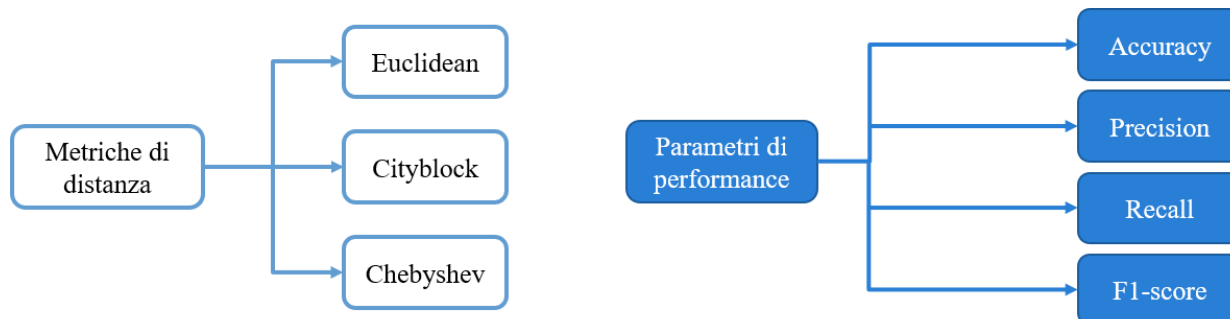 Metriche di
distanza
Euclidean
Cityblock
Chebyshev
Parametri di
performance
Accuracy
Precision
Recall
F1-score